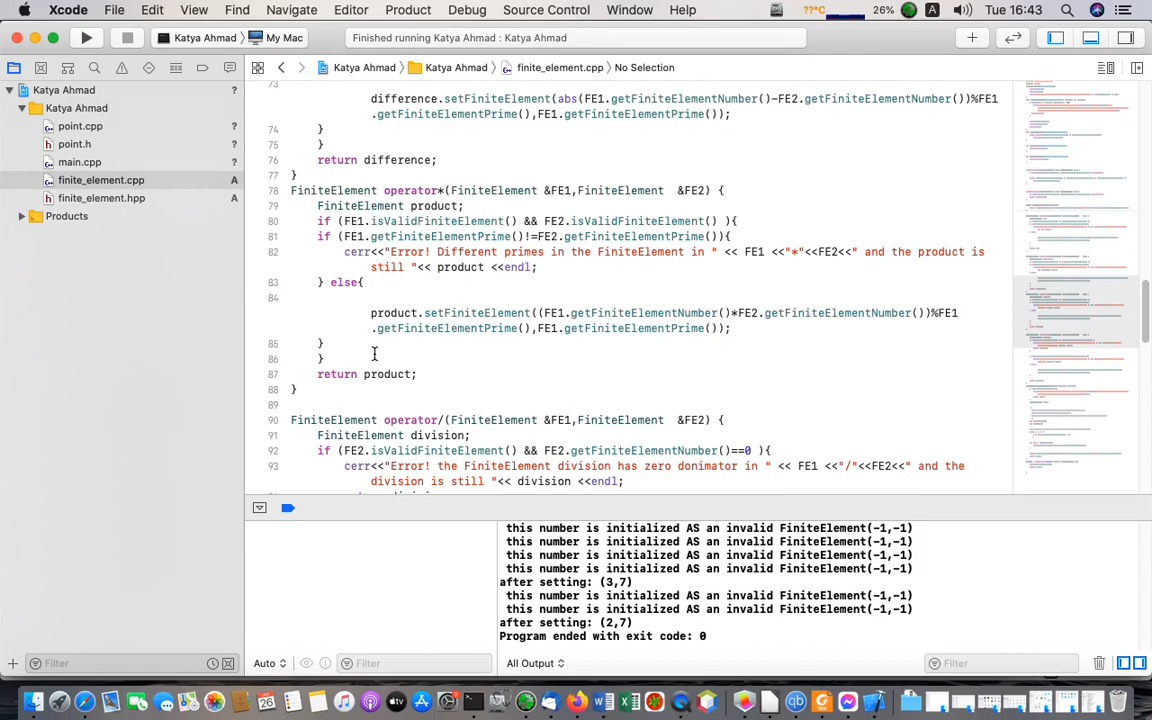 Xcode File Edit View Find Navigate Editor Product Debug Source Control Window Help ??°C 26% A Tue 16:43
Katya Ahmad My Mac Finished running Katya Ahmad : Katya Ahmad
Katya Ahmad Katya Ahmad finite_element.cpp No Selection
Katya Ahmad
Katya Ahmad
point.cpp ?
point.h ?
main.cpp ?
finite_element.cpp A
finite_element.hpp A
Products
73
difference.setFiniteElement(abs(FE1.getFiniteElementNumber()-FE2.getFiniteElementNumber())%FE1
.getFiniteElementPrime(),FE1.getFiniteElementPrime());
74 }
75 }
76 return difference;
77 }
78 FiniteElement operator*(FiniteElement &FE1,FiniteElement &FE2) {
79 FiniteElement product;
80 if (FE1.isValidFiniteElement() && FE2.isValidFiniteElement() ){
81 if (FE1.getFiniteElementPrime()!=FE2.getFiniteElementPrime()){
82 cerr<<"Error! Different primes in the FiniteElement in " << FE1 <<"*"<<FE2<<" and the product is
still "<< product <<endl;
83 } else{
84
product.setFiniteElement((FE1.getFiniteElementNumber()*FE2.getFiniteElementNumber())%FE1
.getFiniteElementPrime(),FE1.getFiniteElementPrime());
85 }
86 }
87 return product;
88 }
89
90 FiniteElement operator/(FiniteElement &FE1,FiniteElement &FE2) {
91 FiniteElement division;
92 if (FE2.isValidFiniteElement() && FE2.getFiniteElementNumber()==0 ){
93 cerr<<"Error! the FiniteElement division has zero donimator in " << FE1 <<"/"<<FE2<<" and the
division is still "<< division <<endl;
this number is initialized AS an invalid FiniteElement(-1,-1)
this number is initialized AS an invalid FiniteElement(-1,-1)
this number is initialized AS an invalid FiniteElement(-1,-1)
this number is initialized AS an invalid FiniteElement(-1,-1)
after setting: (3,7)
this number is initialized AS an invalid FiniteElement(-1,-1)
this number is initialized AS an invalid FiniteElement(-1,-1)
after setting: (2,7)
Program ended with exit code: 0
Filter Auto Filter All Output Filter